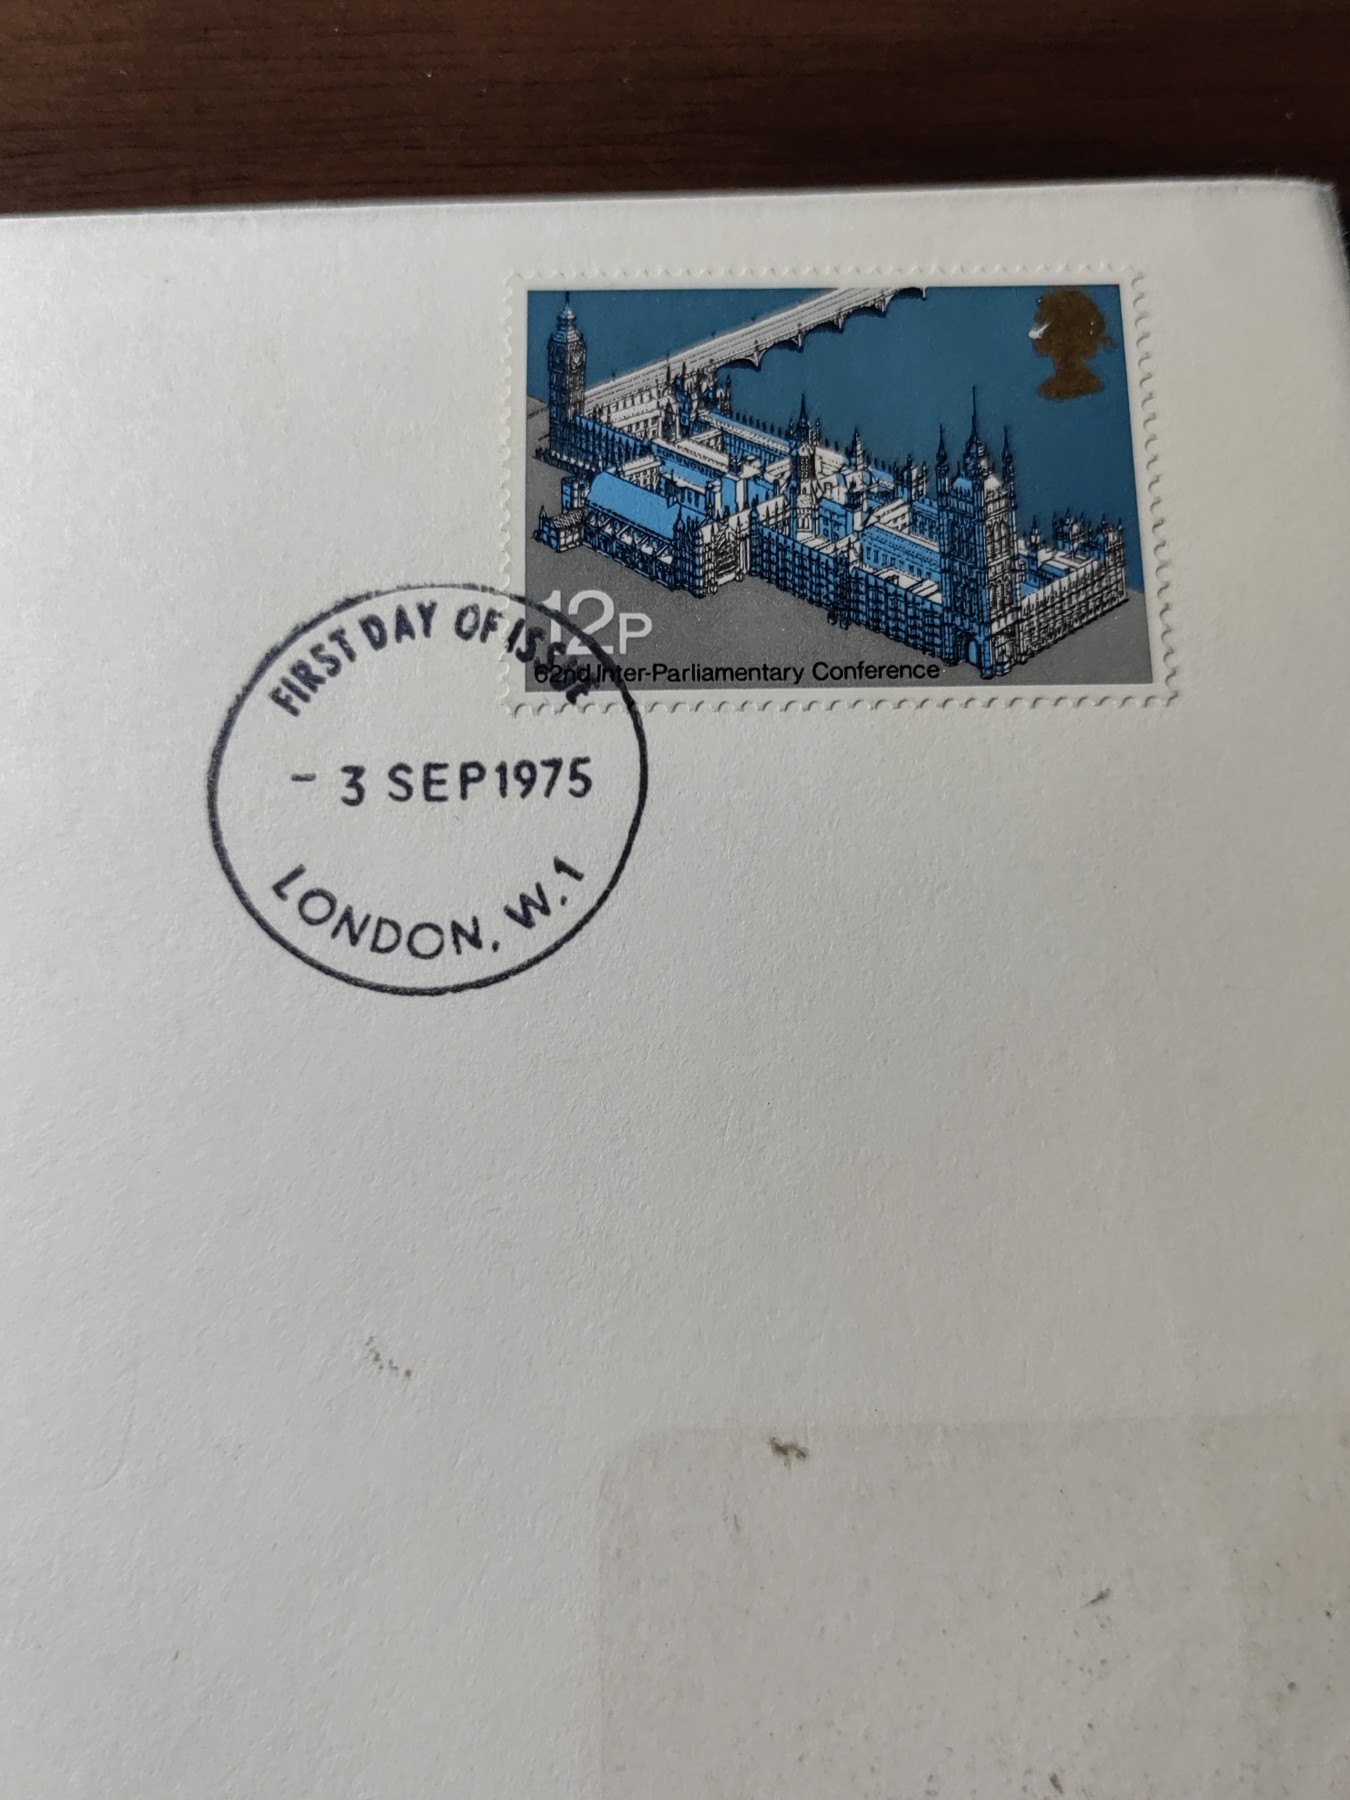 12P
62nd Inter-Parliamentary Conference
FIRST DAY OF ISSUE
- 3 SEP 1975
LONDON. W.1